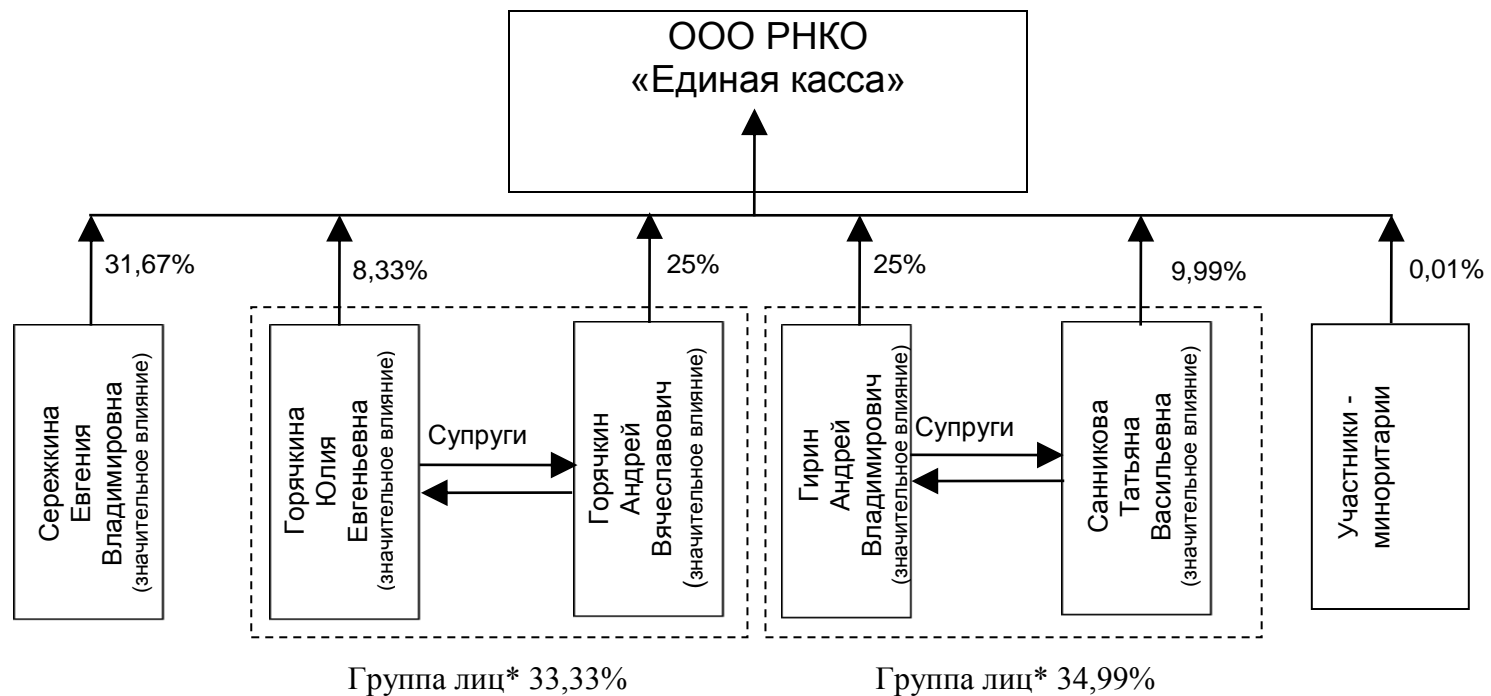 ООО РНКО
«Единая касса»
31,67%
8,33%
25%
25%
9,99%
0,01%
Сережкина
Евгения
Владимировна
(значительное влияние)
Горячкина
Юлия
Евгеньевна
(значительное влияние)
Супруги
Горячкин
Андрей
Вячеславович
(значительное влияние)
Гирин
Андрей
Владимирович
(значительное влияние)
Супруги
Санникова
Татьяна
Васильевна
(значительное влияние)
Участники -
миноритарии
Группа лиц* 33,33%
Группа лиц* 34,99%